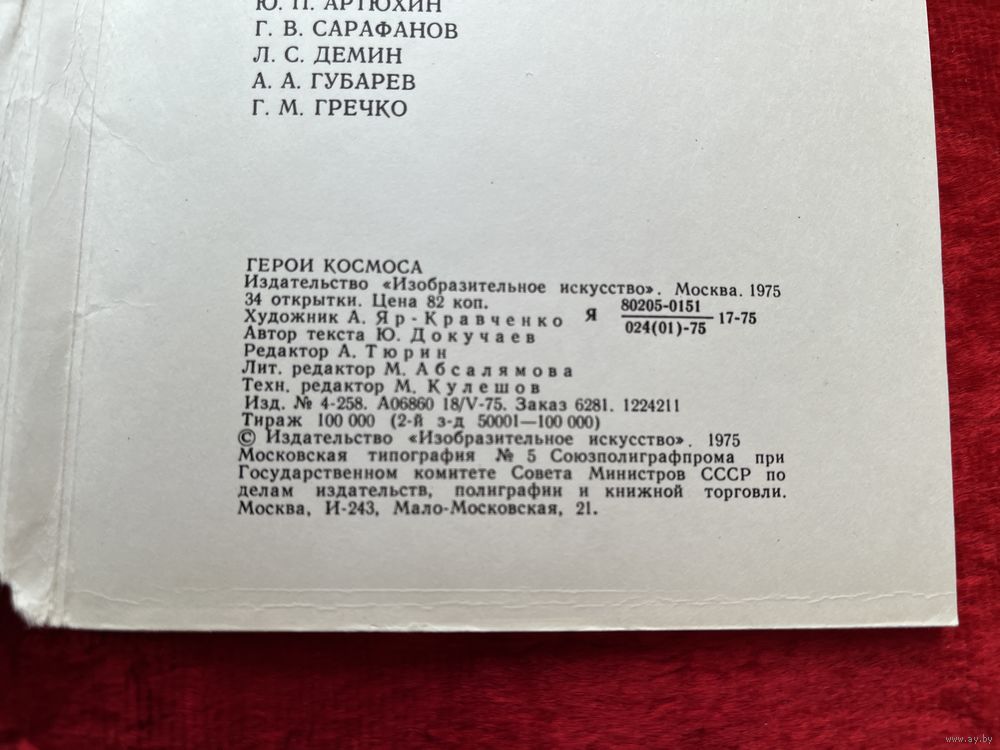 Ю. П. АРТЮХИН
Г. В. САРАФАНОВ
Л. С. ДЕМИН
А. А. ГУБАРЕВ
Г. М. ГРЕЧКО
ГЕРОИ КОСМОСА
Издательство «Изобразительное искусство». Москва. 1975
34 открытки. Цена 82 коп.
Художник А. Яр-Кравченко Я 80205-0151 17-75
024(01)-75
Автор текста Ю. Докучаев
Редактор А. Тюрин
Лит. редактор М. Абсалямова
Техн. редактор М. Кулешов
Изд. № 4-258. А06860 18/V-75. Заказ 6281. 1224211
Тираж 100 000 (2-й з-д 50001—100 000)
© Издательство «Изобразительное искусство». 1975
Московская типография № 5 Союзполиграфпрома при
Государственном комитете Совета Министров СССР по
делам издательств, полиграфии и книжной торговли.
Москва, И-243, Мало-Московская, 21.
www.ay.by